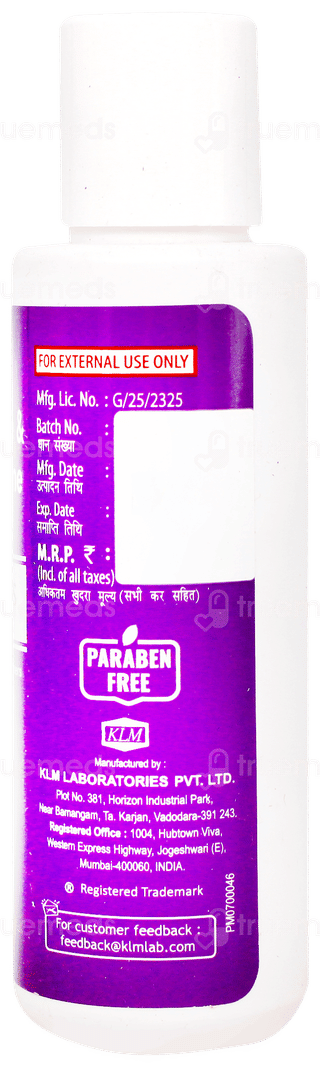 FOR EXTERNAL USE ONLY
Mfg. Lic. No. : G/25/2325
Batch No. :
धान संख्या
Mfg. Date :
उत्पादन तिथि
Exp. Date :
समाप्ति तिथि
M.R.P. ₹ :
(Incl. of all taxes)
अधिकतम खुदरा मूल्य (सभी कर सहित)
PARABEN
FREE
KLM
Manufactured by :
KLM LABORATORIES PVT. LTD.
Plot No. 381, Horizon Industrial Park,
Near Bamangam, Ta. Karjan, Vadodara-391 243.
Registered Office : 1004, Hubtown Viva,
Western Express Highway, Jogeshwari (E),
Mumbai-400060, INDIA.
® Registered Trademark
For customer feedback :
feedback@klmlab.com
PM0700046
truemeds